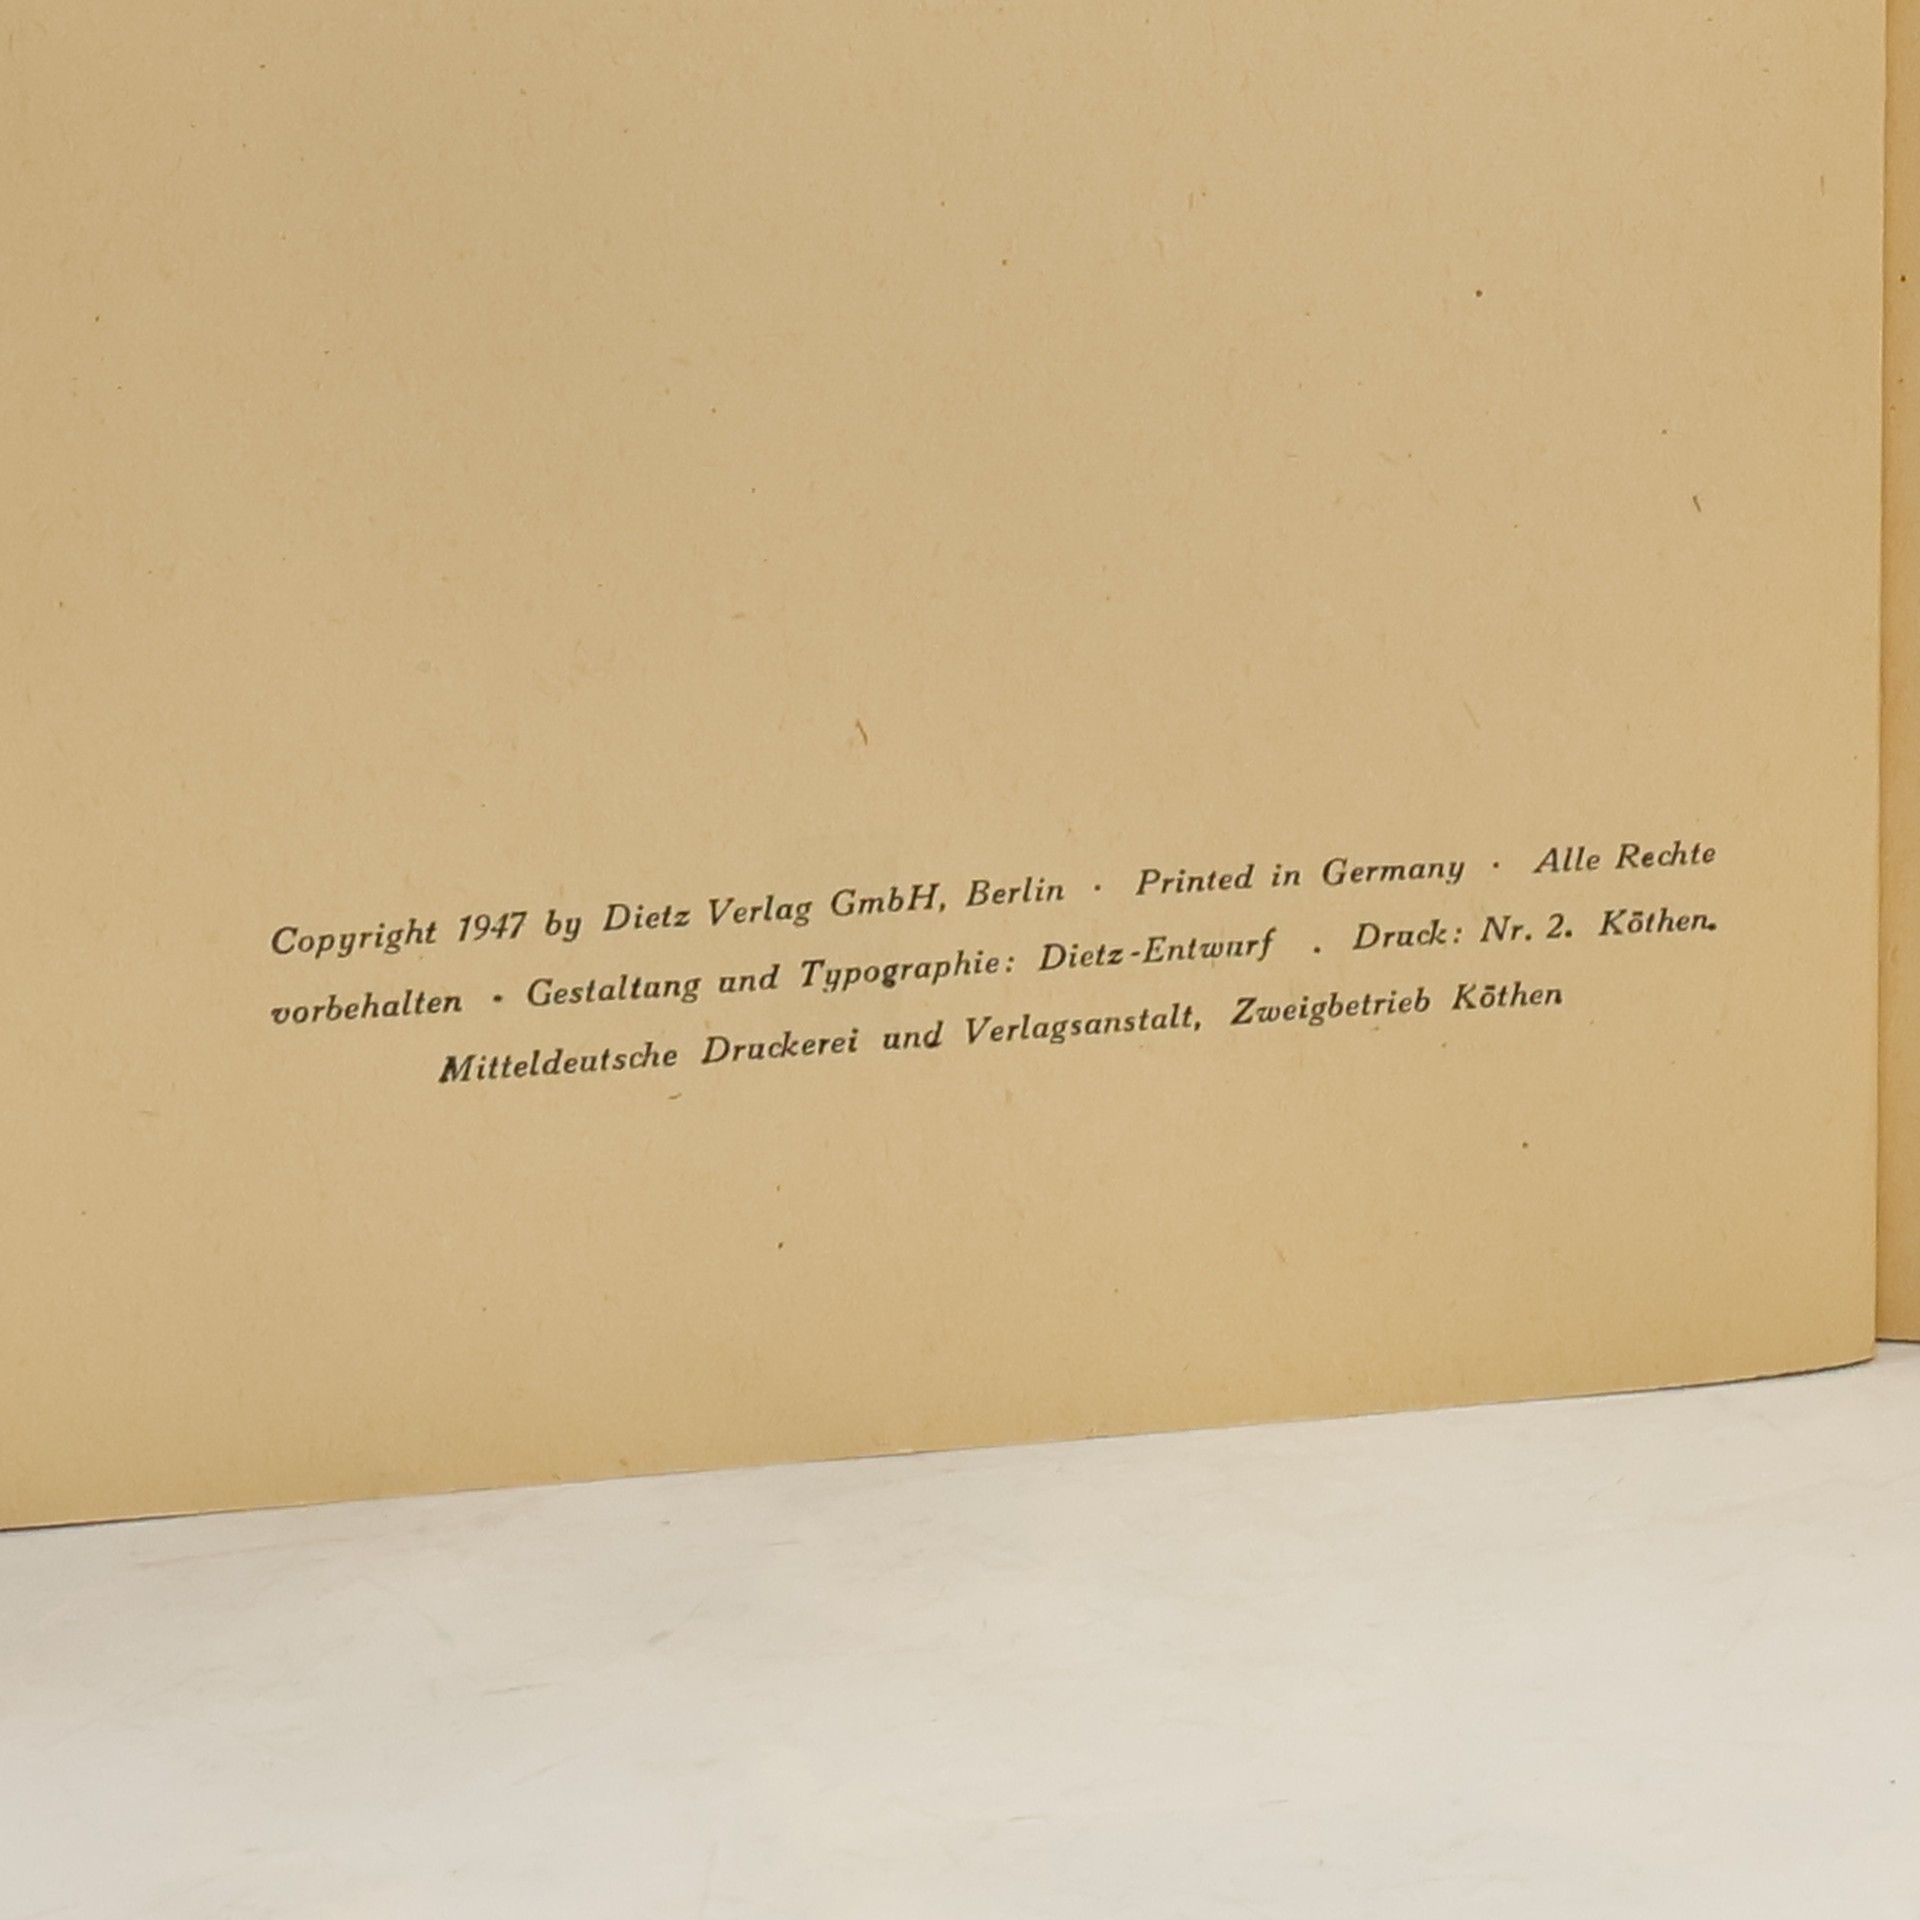 Copyright 1947 by Dietz Verlag GmbH, Berlin · Printed in Germany · Alle Rechte
vorbehalten · Gestaltung und Typographie: Dietz-Entwurf . Druck: Nr. 2. Köthen.
Mitteldeutsche Druckerei und Verlagsanstalt, Zweigbetrieb Köthen